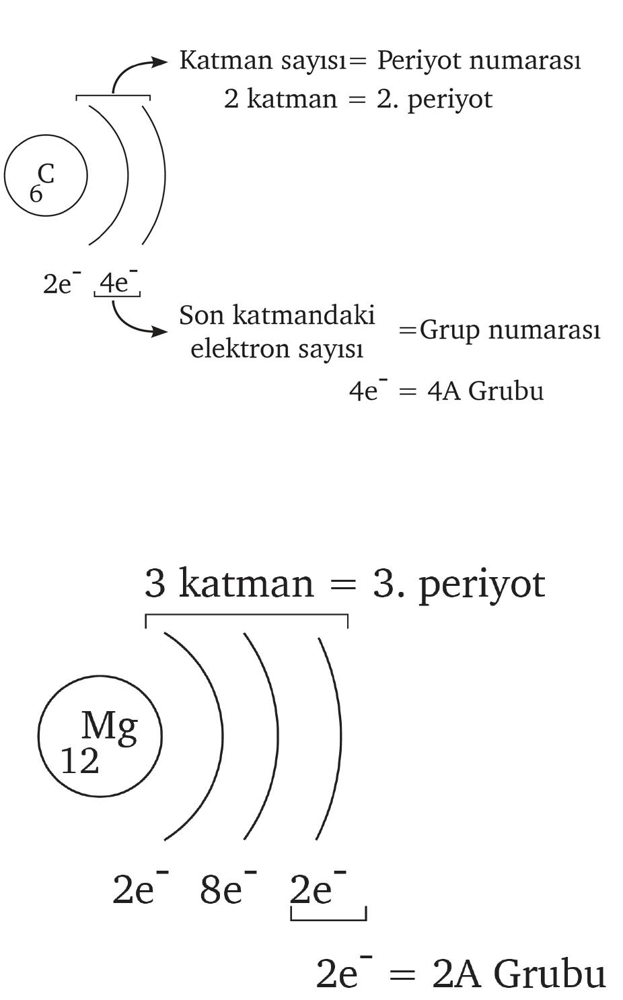 Katman sayısı= Periyot numarası
2 katman = 2. periyot
C
6
2e⁻ 4e⁻
Son katmandaki
elektron sayısı
=Grup numarası
4e⁻ = 4A Grubu
3 katman = 3. periyot
Mg
12
2e⁻ 8e⁻ 2e⁻
2e⁻ = 2A Grubu